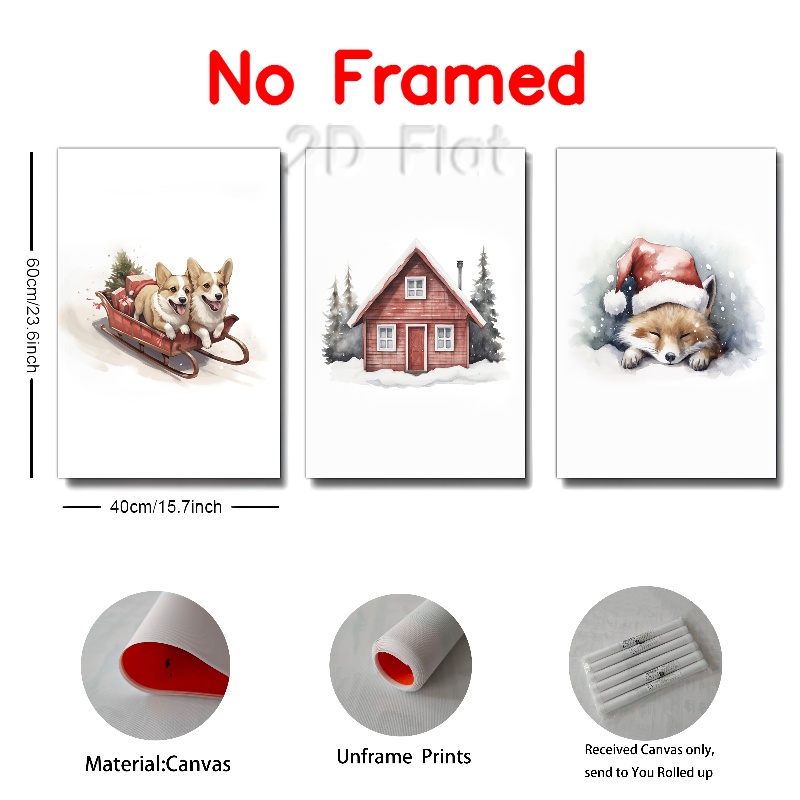 No Framed
2D Flat
60cm/23.6inch
40cm/15.7inch
Material:Canvas
Unframe Prints
Received Canvas only,
send to You Rolled up